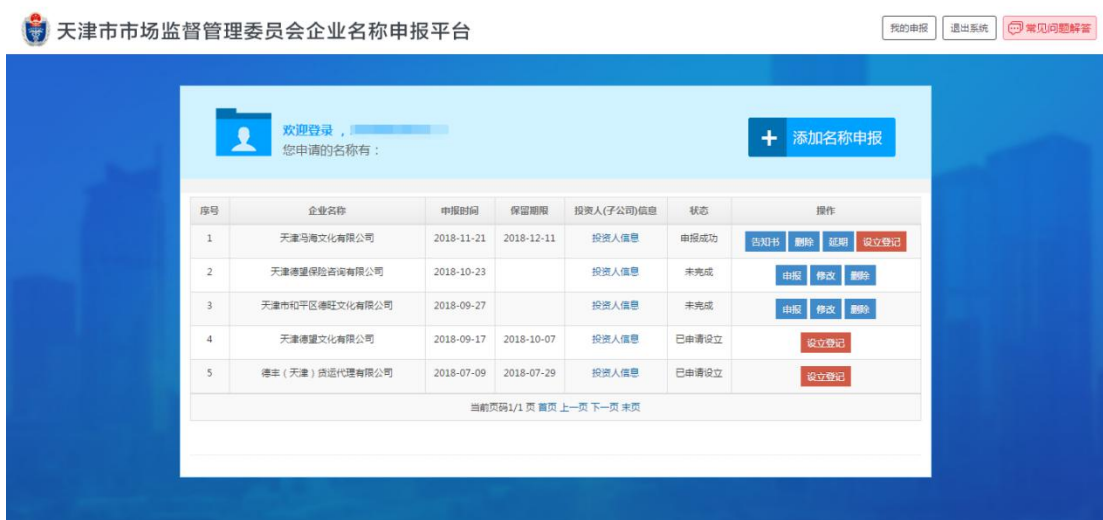 天津市市场监督管理委员会企业名称申报平台
我的申报 退出系统 常见问题解答
欢迎登录，
您申请的名称有：
添加名称申报
序号 企业名称 申报时间 保留期限 投资人(子公司)信息 状态 操作
1 天津马海文化有限公司 2018-11-21 2018-12-11 投资人信息 申报成功 告知书 删除 延期 设立登记
2 天津德望保险咨询有限公司 2018-10-23 投资人信息 未完成 申报 修改 删除
3 天津市和平区德旺文化有限公司 2018-09-27 投资人信息 未完成 申报 修改 删除
4 天津德望文化有限公司 2018-09-17 2018-10-07 投资人信息 已申请设立 设立登记
5 德丰（天津）货运代理有限公司 2018-07-09 2018-07-29 投资人信息 已申请设立 设立登记
当前页码1/1 页 首页 上一页 下一页 末页